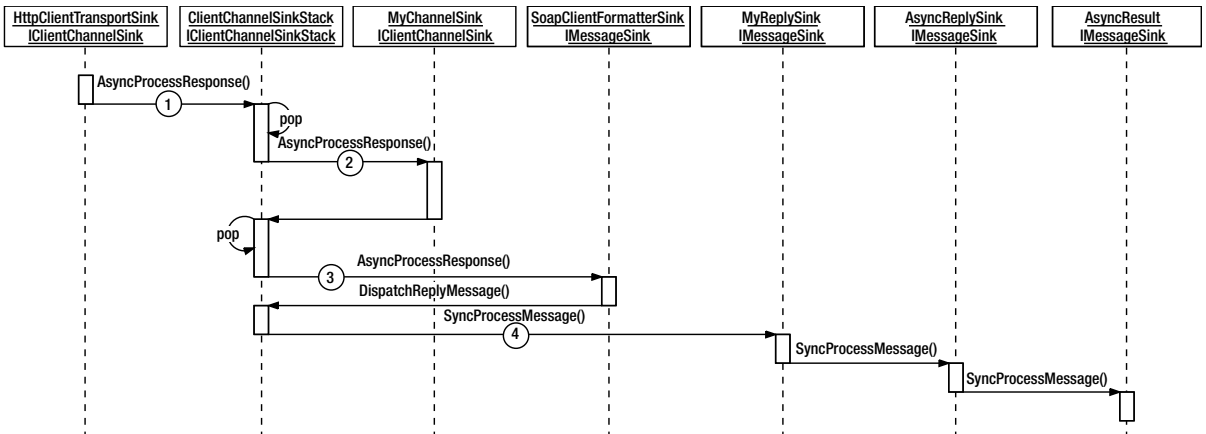 HttpClientTransportSink
IClientChannelSink
ClientChannelSinkStack
IClientChannelSinkStack
MyChannelSink
IClientChannelSink
SoapClientFormatterSink
IMessageSink
MyReplySink
IMessageSink
AsyncReplySink
IMessageSink
AsyncResult
IMessageSink
AsyncProcessResponse()
1
pop
AsyncProcessResponse()
2
pop
AsyncProcessResponse()
3
DispatchReplyMessage()
SyncProcessMessage()
4
SyncProcessMessage()
SyncProcessMessage()